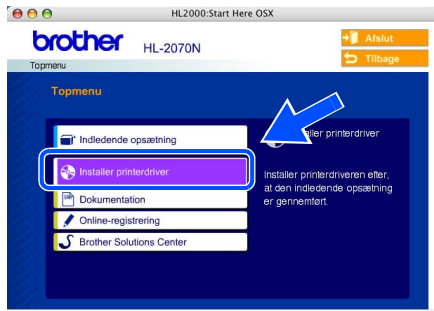 HL2000:Start Here OSX
brother HL-2070N
Afslut
Tilbage
Topmenu
Topmenu
Indledende opsætning
Installer printerdriver
Dokumentation
Online-registrering
Brother Solutions Center
printerdriver
Installer printerdriveren efter,
at den indledende opsætning
er gennemført.